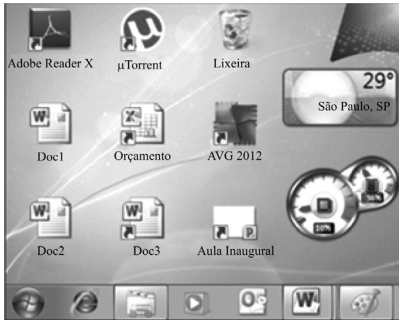 Adobe Reader X
µTorrent
Lixeira
29°
São Paulo, SP
Doc1
Orçamento
AVG 2012
Doc2
Doc3
Aula Inaugural